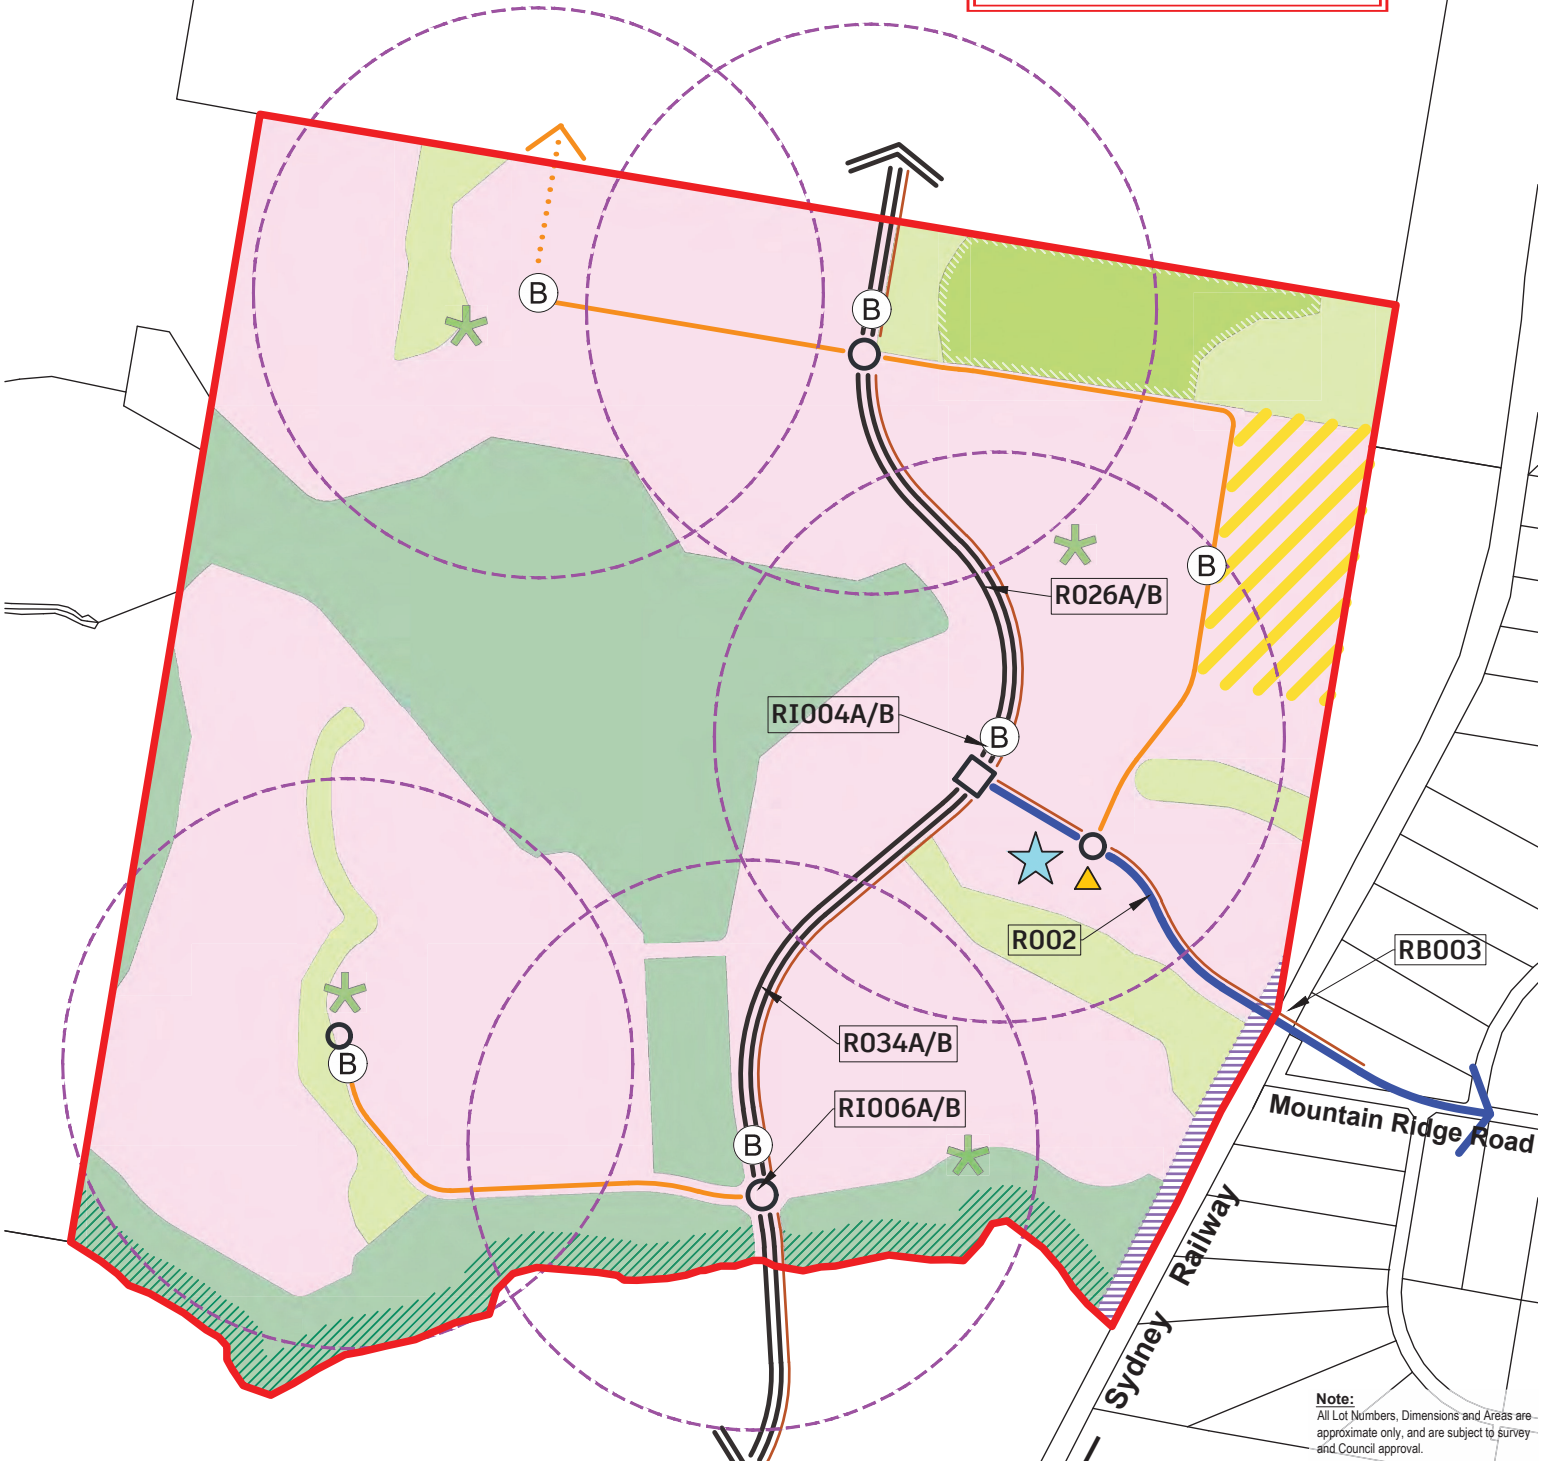 B
B
B
R026A/B
RI004A/B
B
R002
RB003
R034A/B
B
RI006A/B
B
Mountain Ridge Road
Sydney Railway
Note:
All Lot Numbers, Dimensions and Areas are
approximate only, and are subject to survey
and Council approval.